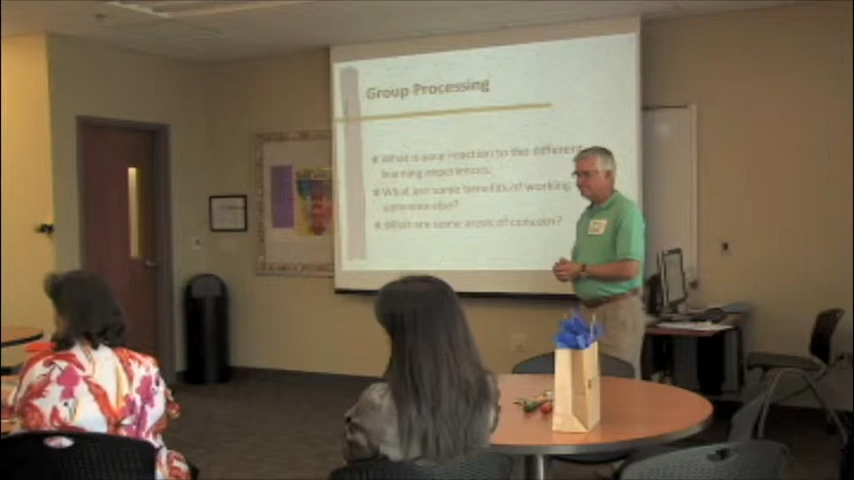 Group Processing
What is your reaction to the different
learning experiences.
What are some benefits of working
someone else?
What are some areas of concern?